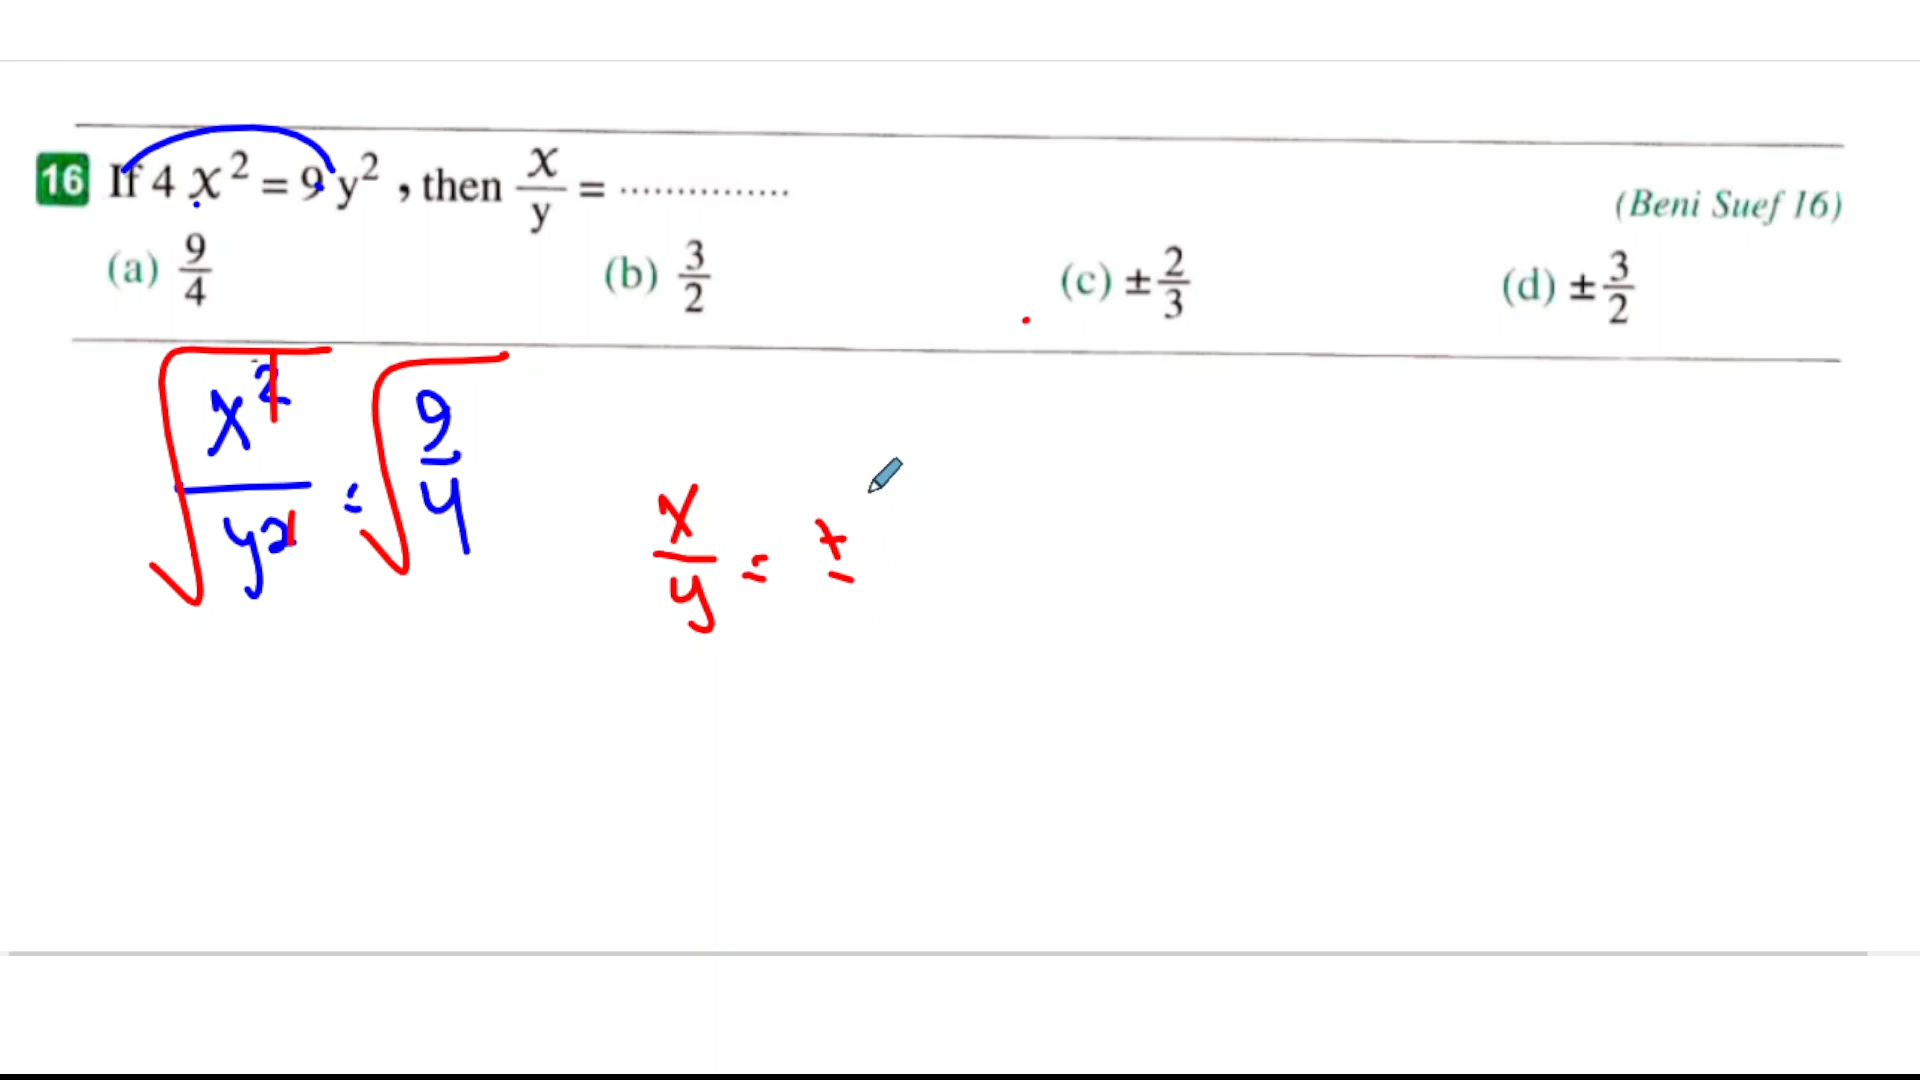 16 If 4 x² = 9 y² , then x/y = ...............
(Beni Suef 16)
(a) 9/4 (b) 3/2 (c) ± 2/3 (d) ± 3/2
√(x²/y²) = √(9/4)
x/y = ±